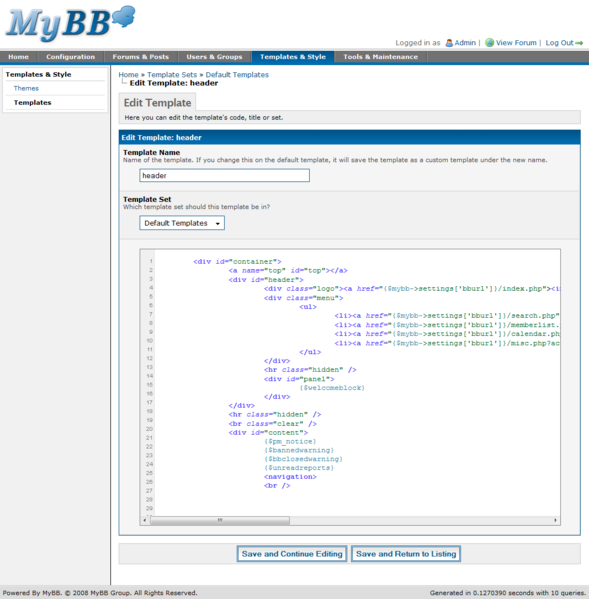 MyBB
Logged in as Admin | View Forum | Log Out
Home Configuration Forums & Posts Users & Groups Templates & Style Tools & Maintenance
Templates & Style
Themes
Templates
Home » Template Sets » Default Templates
Edit Template: header
Edit Template
Here you can edit the template's code, title or set.
Edit Template: header
Template Name
Name of the template. If you change this on the default template, it will save the template as a custom template under the new name.
header
Template Set
Which template set should this template be in?
Default Templates
1 <div id="container">
2 <a name="top" id="top"></a>
3 <div id="header">
4 <div class="logo"><a href="{$mybb->settings['bburl']}/index.php"><i
5 <div class="menu">
6 <ul>
7 <li><a href="{$mybb->settings['bburl']}/search.php"
8 <li><a href="{$mybb->settings['bburl']}/memberlist.
9 <li><a href="{$mybb->settings['bburl']}/calendar.ph
10 <li><a href="{$mybb->settings['bburl']}/misc.php?ac
11 </ul>
12 </div>
13 <hr class="hidden" />
14 <div id="panel">
15 {$welcomeblock}
16 </div>
17 </div>
18 <hr class="hidden" />
19 <br class="clear" />
20 <div id="content">
21 {$pm_notice}
22 {$bannedwarning}
23 {$bbclosedwarning}
24 {$unreadreports}
25 <navigation>
26 <br />
27
28
29
Save and Continue Editing Save and Return to Listing
Powered By MyBB. © 2008 MyBB Group. All Rights Reserved. Generated in 0.1270390 seconds with 10 queries.